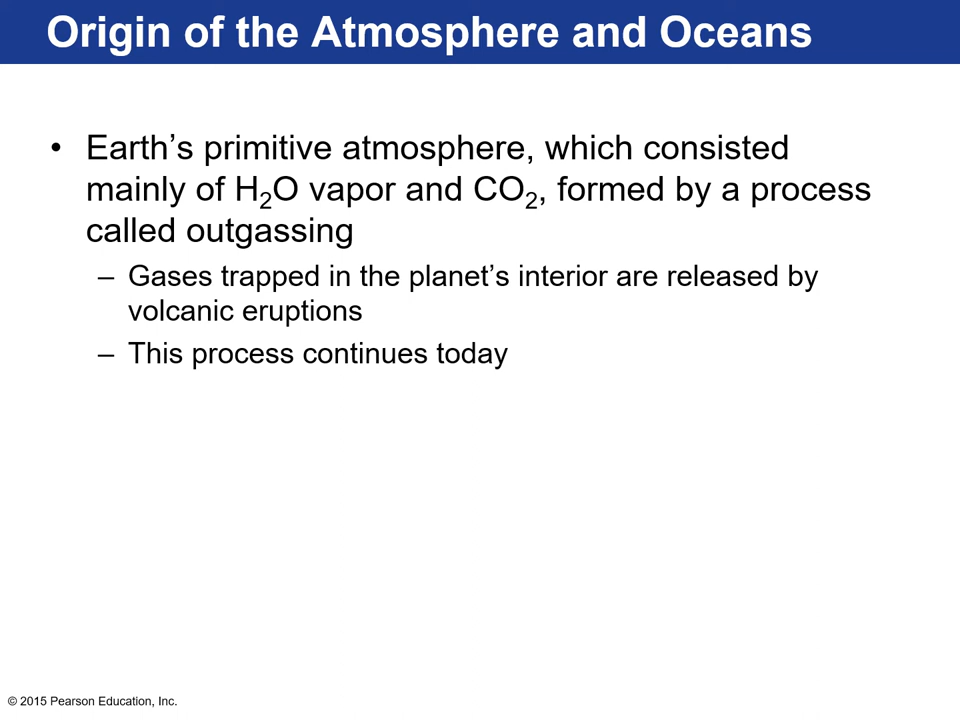 Origin of the Atmosphere and Oceans
• Earth’s primitive atmosphere, which consisted
mainly of H₂O vapor and CO₂, formed by a process
called outgassing
– Gases trapped in the planet’s interior are released by
volcanic eruptions
– This process continues today
© 2015 Pearson Education, Inc.